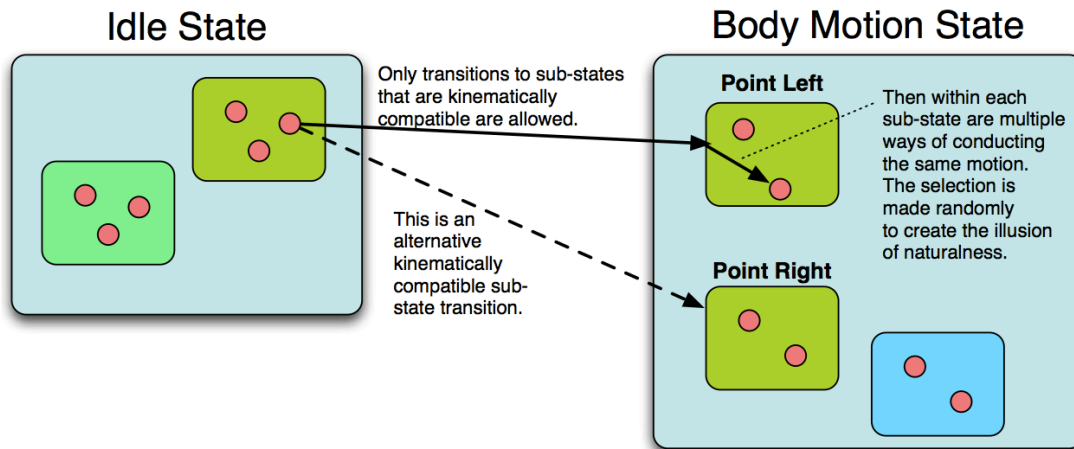 Idle State
Body Motion State
Only transitions to sub-states
that are kinematically
compatible are allowed.
Point Left
Then within each
sub-state are multiple
ways of conducting
the same motion.
The selection is
made randomly
to create the illusion
of naturalness.
This is an
alternative
kinematically
compatible sub-
state transition.
Point Right